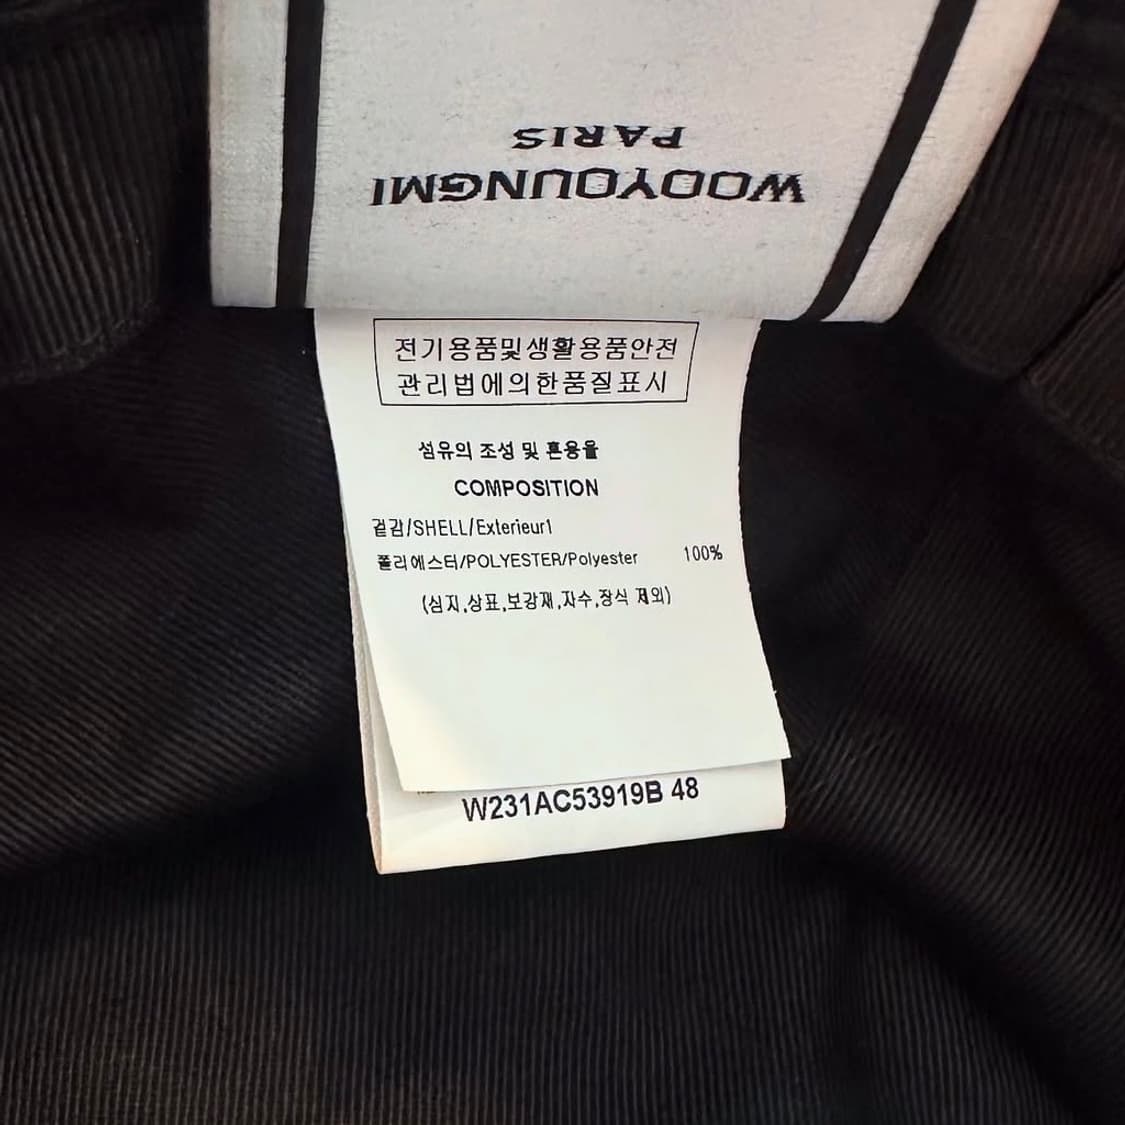 WOOYOUNGMI
PARIS
전기용품및생활용품안전
관리법에의한품질표시
섬유의 조성 및 혼용율
COMPOSITION
겉감/SHELL/Exterieur1
폴리에스터/POLYESTER/Polyester 100%
(심지,상표,보강재,자수,장식 제외)
W231AC53919B 48